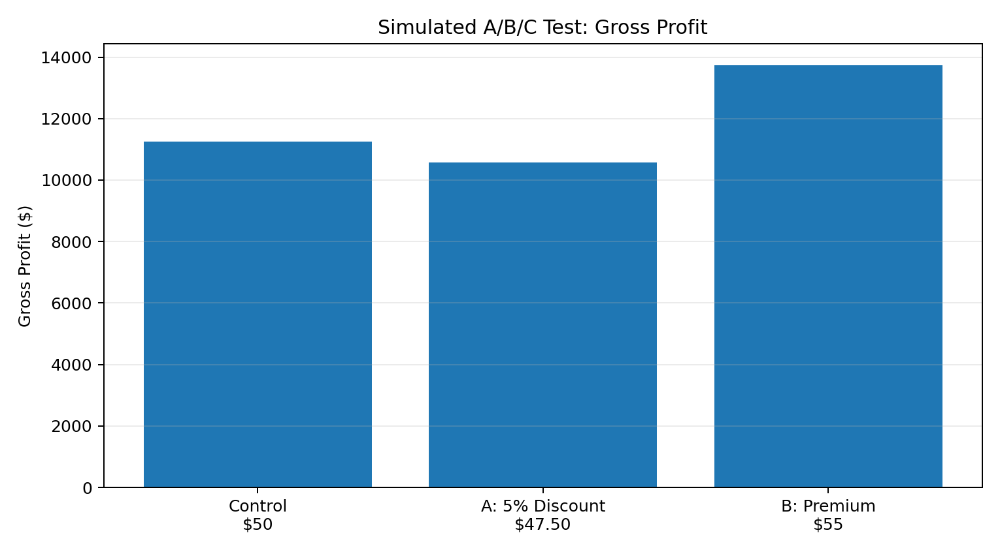 Simulated A/B/C Test: Gross Profit
Gross Profit ($)
14000
12000
10000
8000
6000
4000
2000
0
Control
$50
A: 5% Discount
$47.50
B: Premium
$55